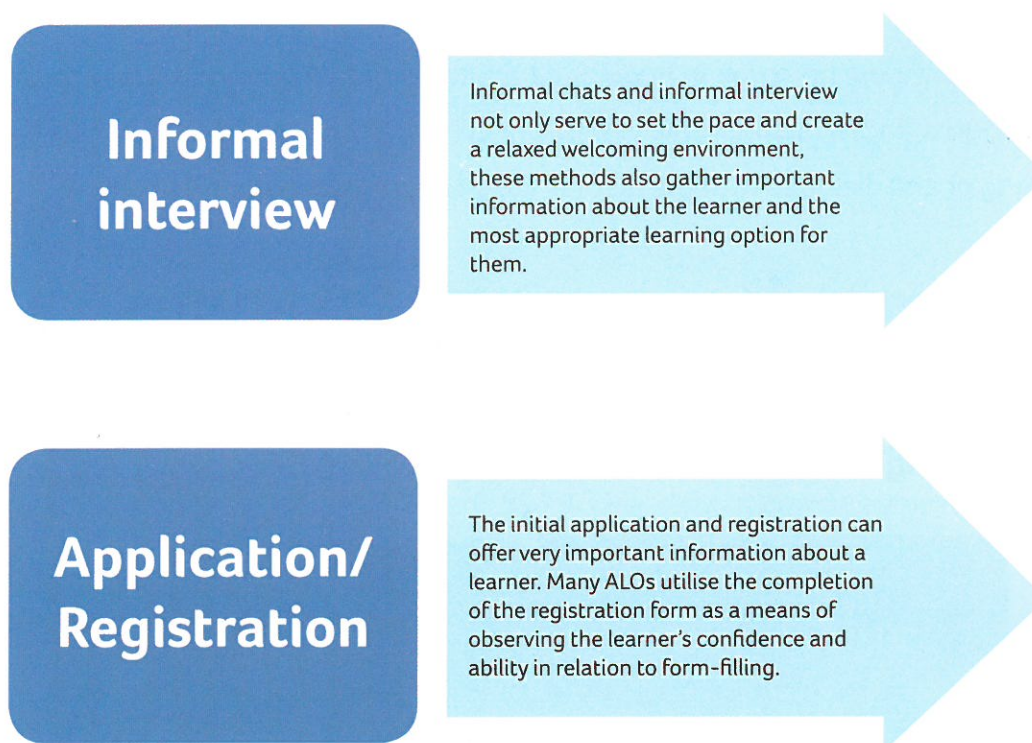 Informal
interview
Informal chats and informal interview
not only serve to set the pace and create
a relaxed welcoming environment,
these methods also gather important
information about the learner and the
most appropriate learning option for
them.
Application/
Registration
The initial application and registration can
offer very important information about a
learner. Many ALOs utilise the completion
of the registration form as a means of
observing the learner's confidence and
ability in relation to form-filling.